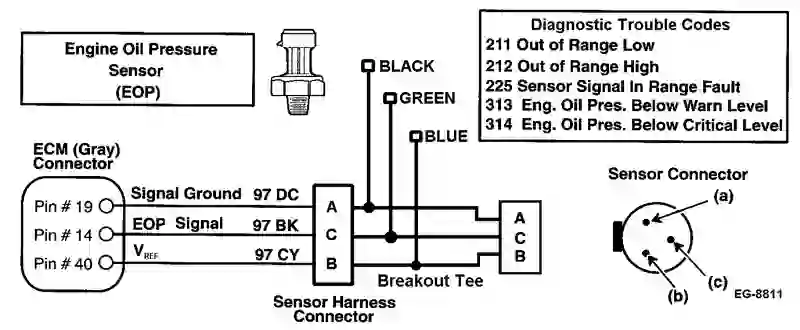 Engine Oil Pressure
Sensor
(EOP)
Diagnostic Trouble Codes
211 Out of Range Low
212 Out of Range High
225 Sensor Signal In Range Fault
313 Eng. Oil Pres. Below Warn Level
314 Eng. Oil Pres. Below Critical Level
BLACK
GREEN
BLUE
ECM (Gray)
Connector
Pin # 19
Signal Ground 97 DC
Pin # 14
EOP Signal 97 BK
Pin # 40
VREF 97 CY
A
C
B
Sensor Harness
Connector
Breakout Tee
A
C
B
Sensor Connector
(a)
(b)
(c)
EG-8811